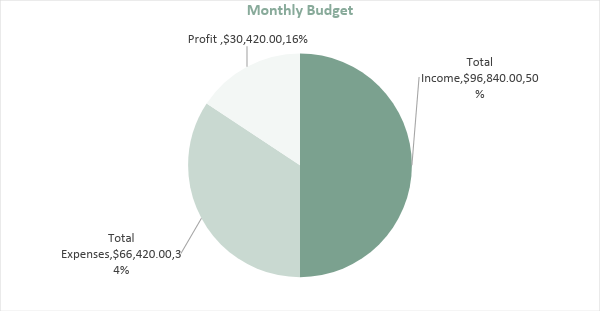 Monthly Budget
Profit ,$30,420.00,16%
Total
Income,$96,840.00,50
%
Total
Expenses,$66,420.00,3
4%